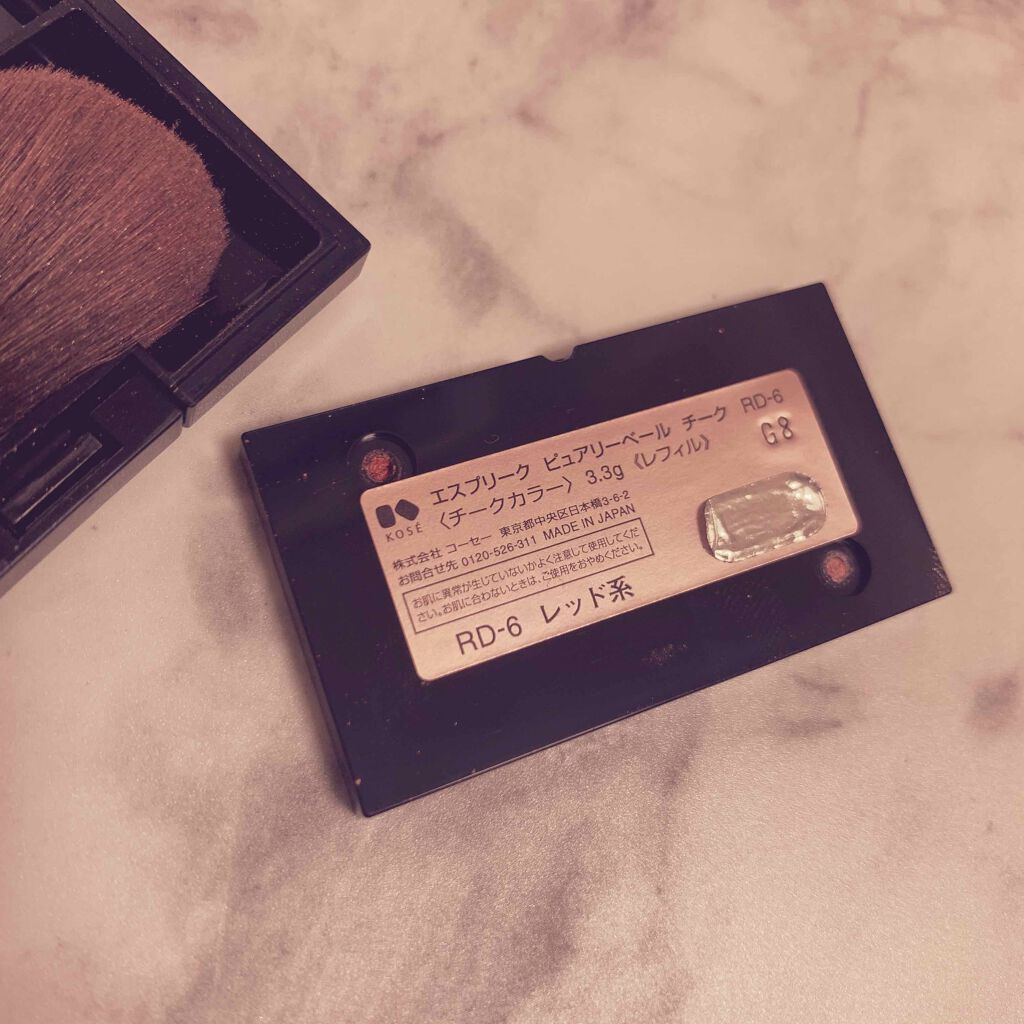 エスプリーク ピュアリーベール チーク RD-6
〈チークカラー〉 3.3g 《レフィル》
G8
KOSÉ
株式会社 コーセー 東京都中央区日本橋3-6-2
お問合せ先 0120-526-311 MADE IN JAPAN
お肌に異常が生じていないかよく注意して使用してくだ
さい。お肌に合わないときは、ご使用をおやめください。
RD-6 レッド系